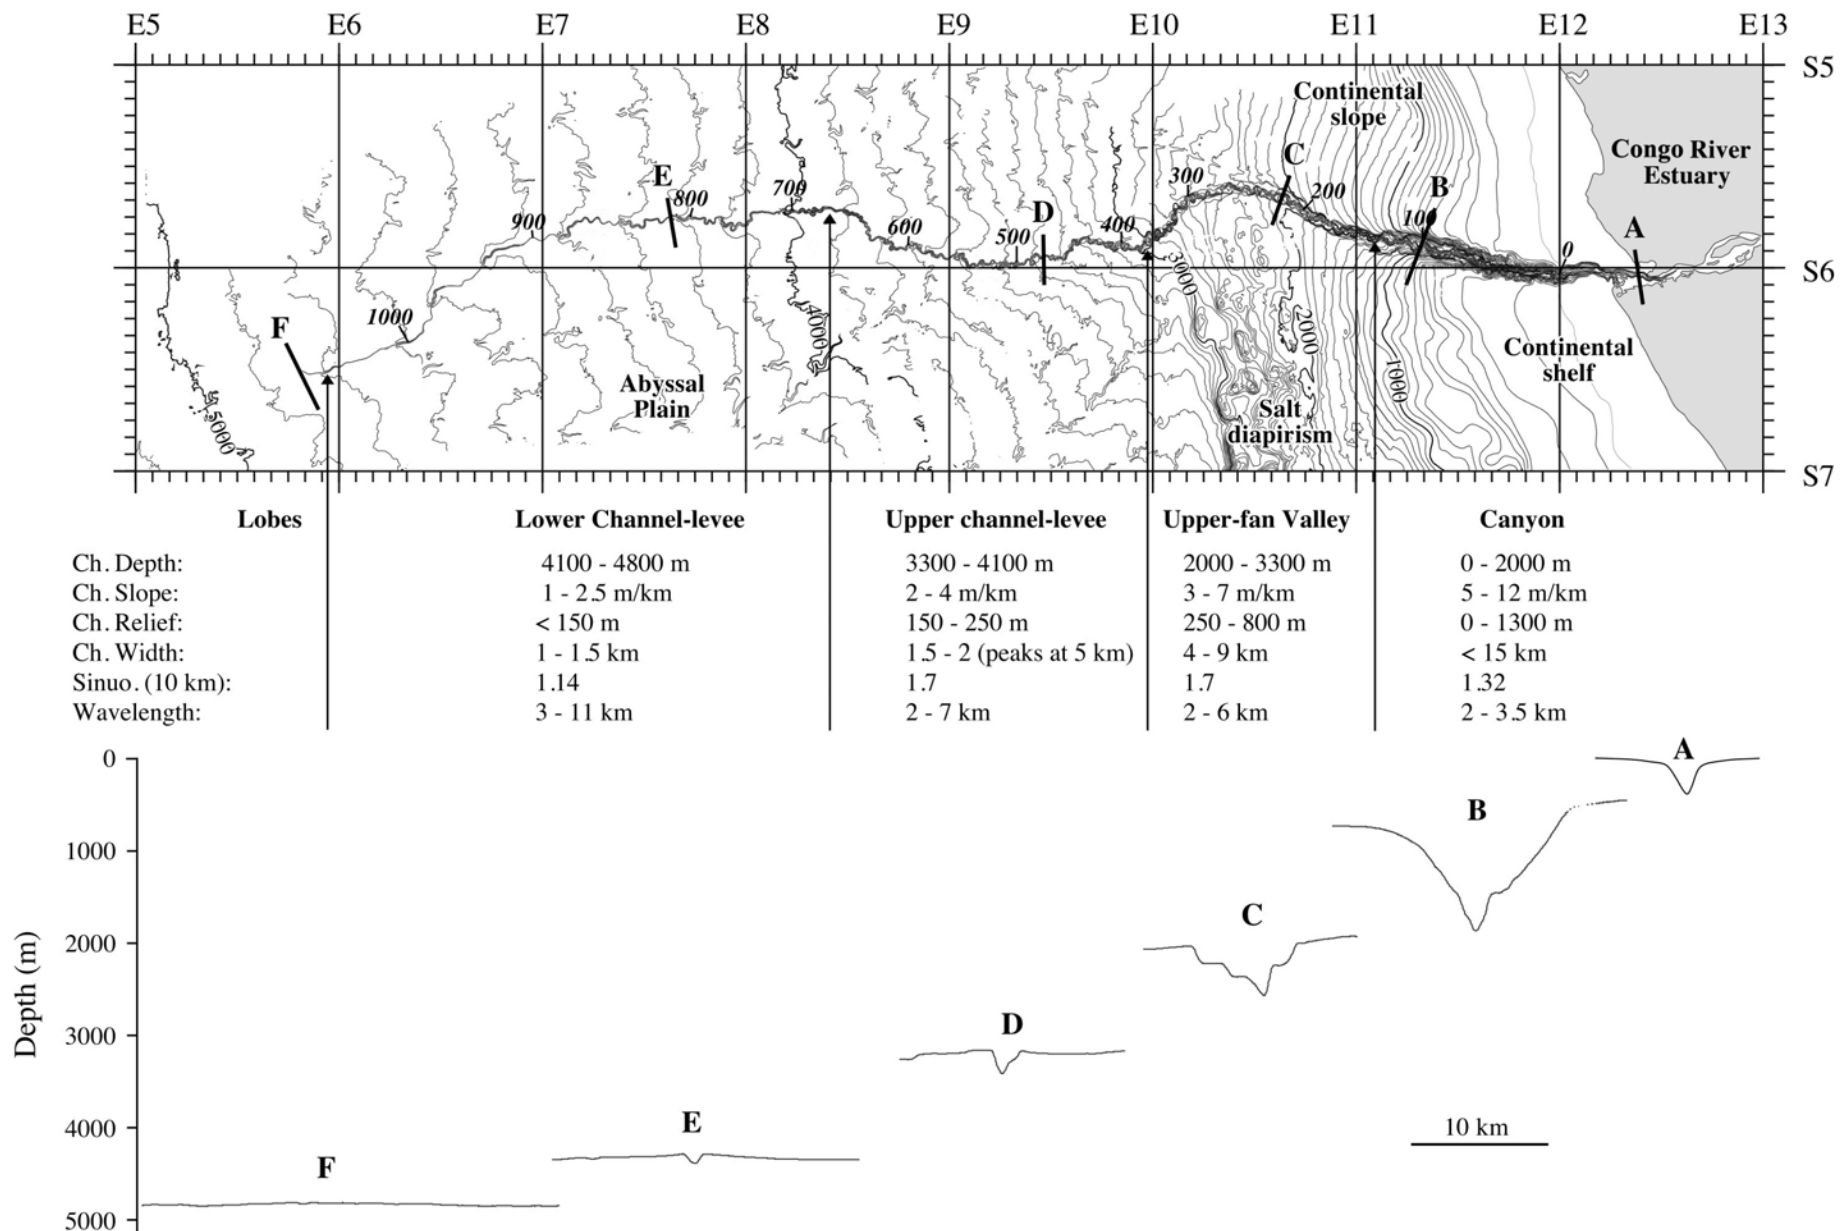 E5 E6 E7 E8 E9 E10 E11 E12 E13
S5
Continental
slope
Congo River
Estuary
C
B
A
E
D
300
200
100
0
800
700
900
600
500
400
S6
3000
2000
4000
1000
1000
F
5000
Abyssal
Plain
Salt
diapirism
Continental
shelf
S7
Lobes Lower Channel-levee Upper channel-levee Upper-fan Valley Canyon
Ch. Depth: 4100 - 4800 m 3300 - 4100 m 2000 - 3300 m 0 - 2000 m
Ch. Slope: 1 - 2.5 m/km 2 - 4 m/km 3 - 7 m/km 5 - 12 m/km
Ch. Relief: < 150 m 150 - 250 m 250 - 800 m 0 - 1300 m
Ch. Width: 1 - 1.5 km 1.5 - 2 (peaks at 5 km) 4 - 9 km < 15 km
Sinuo. (10 km): 1.14 1.7 1.7 1.32
Wavelength: 3 - 11 km 2 - 7 km 2 - 6 km 2 - 3.5 km
0
1000
2000
3000
4000
5000
Depth (m)
A
B
C
D
E
F
10 km